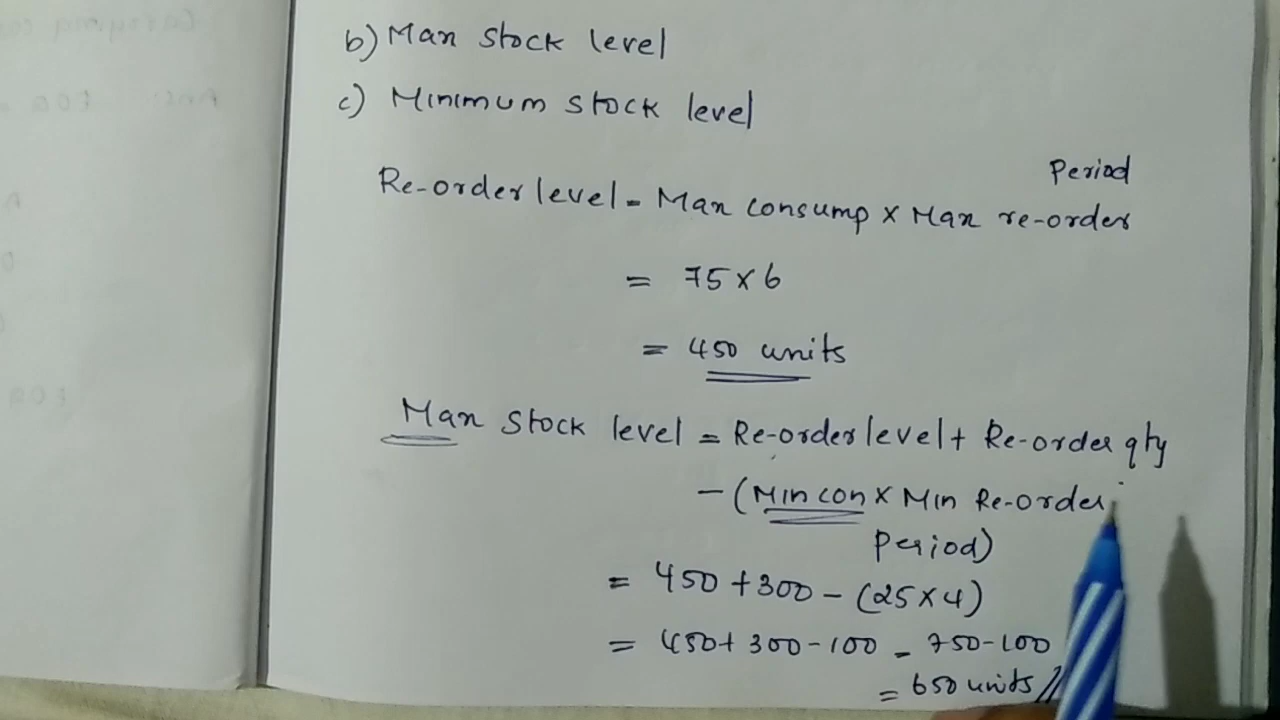 b) Max stock level
c) Minimum stock level
Period
Re-order level = Max consump x Max re-order
= 75 x 6
= 450 units
Max stock level = Re-order level + Re-order qty
- (Min con x Min Re-order
Period)
= 450 + 300 - (25 x 4)
= 450 + 300 - 100 = 750 - 100
= 650 units //